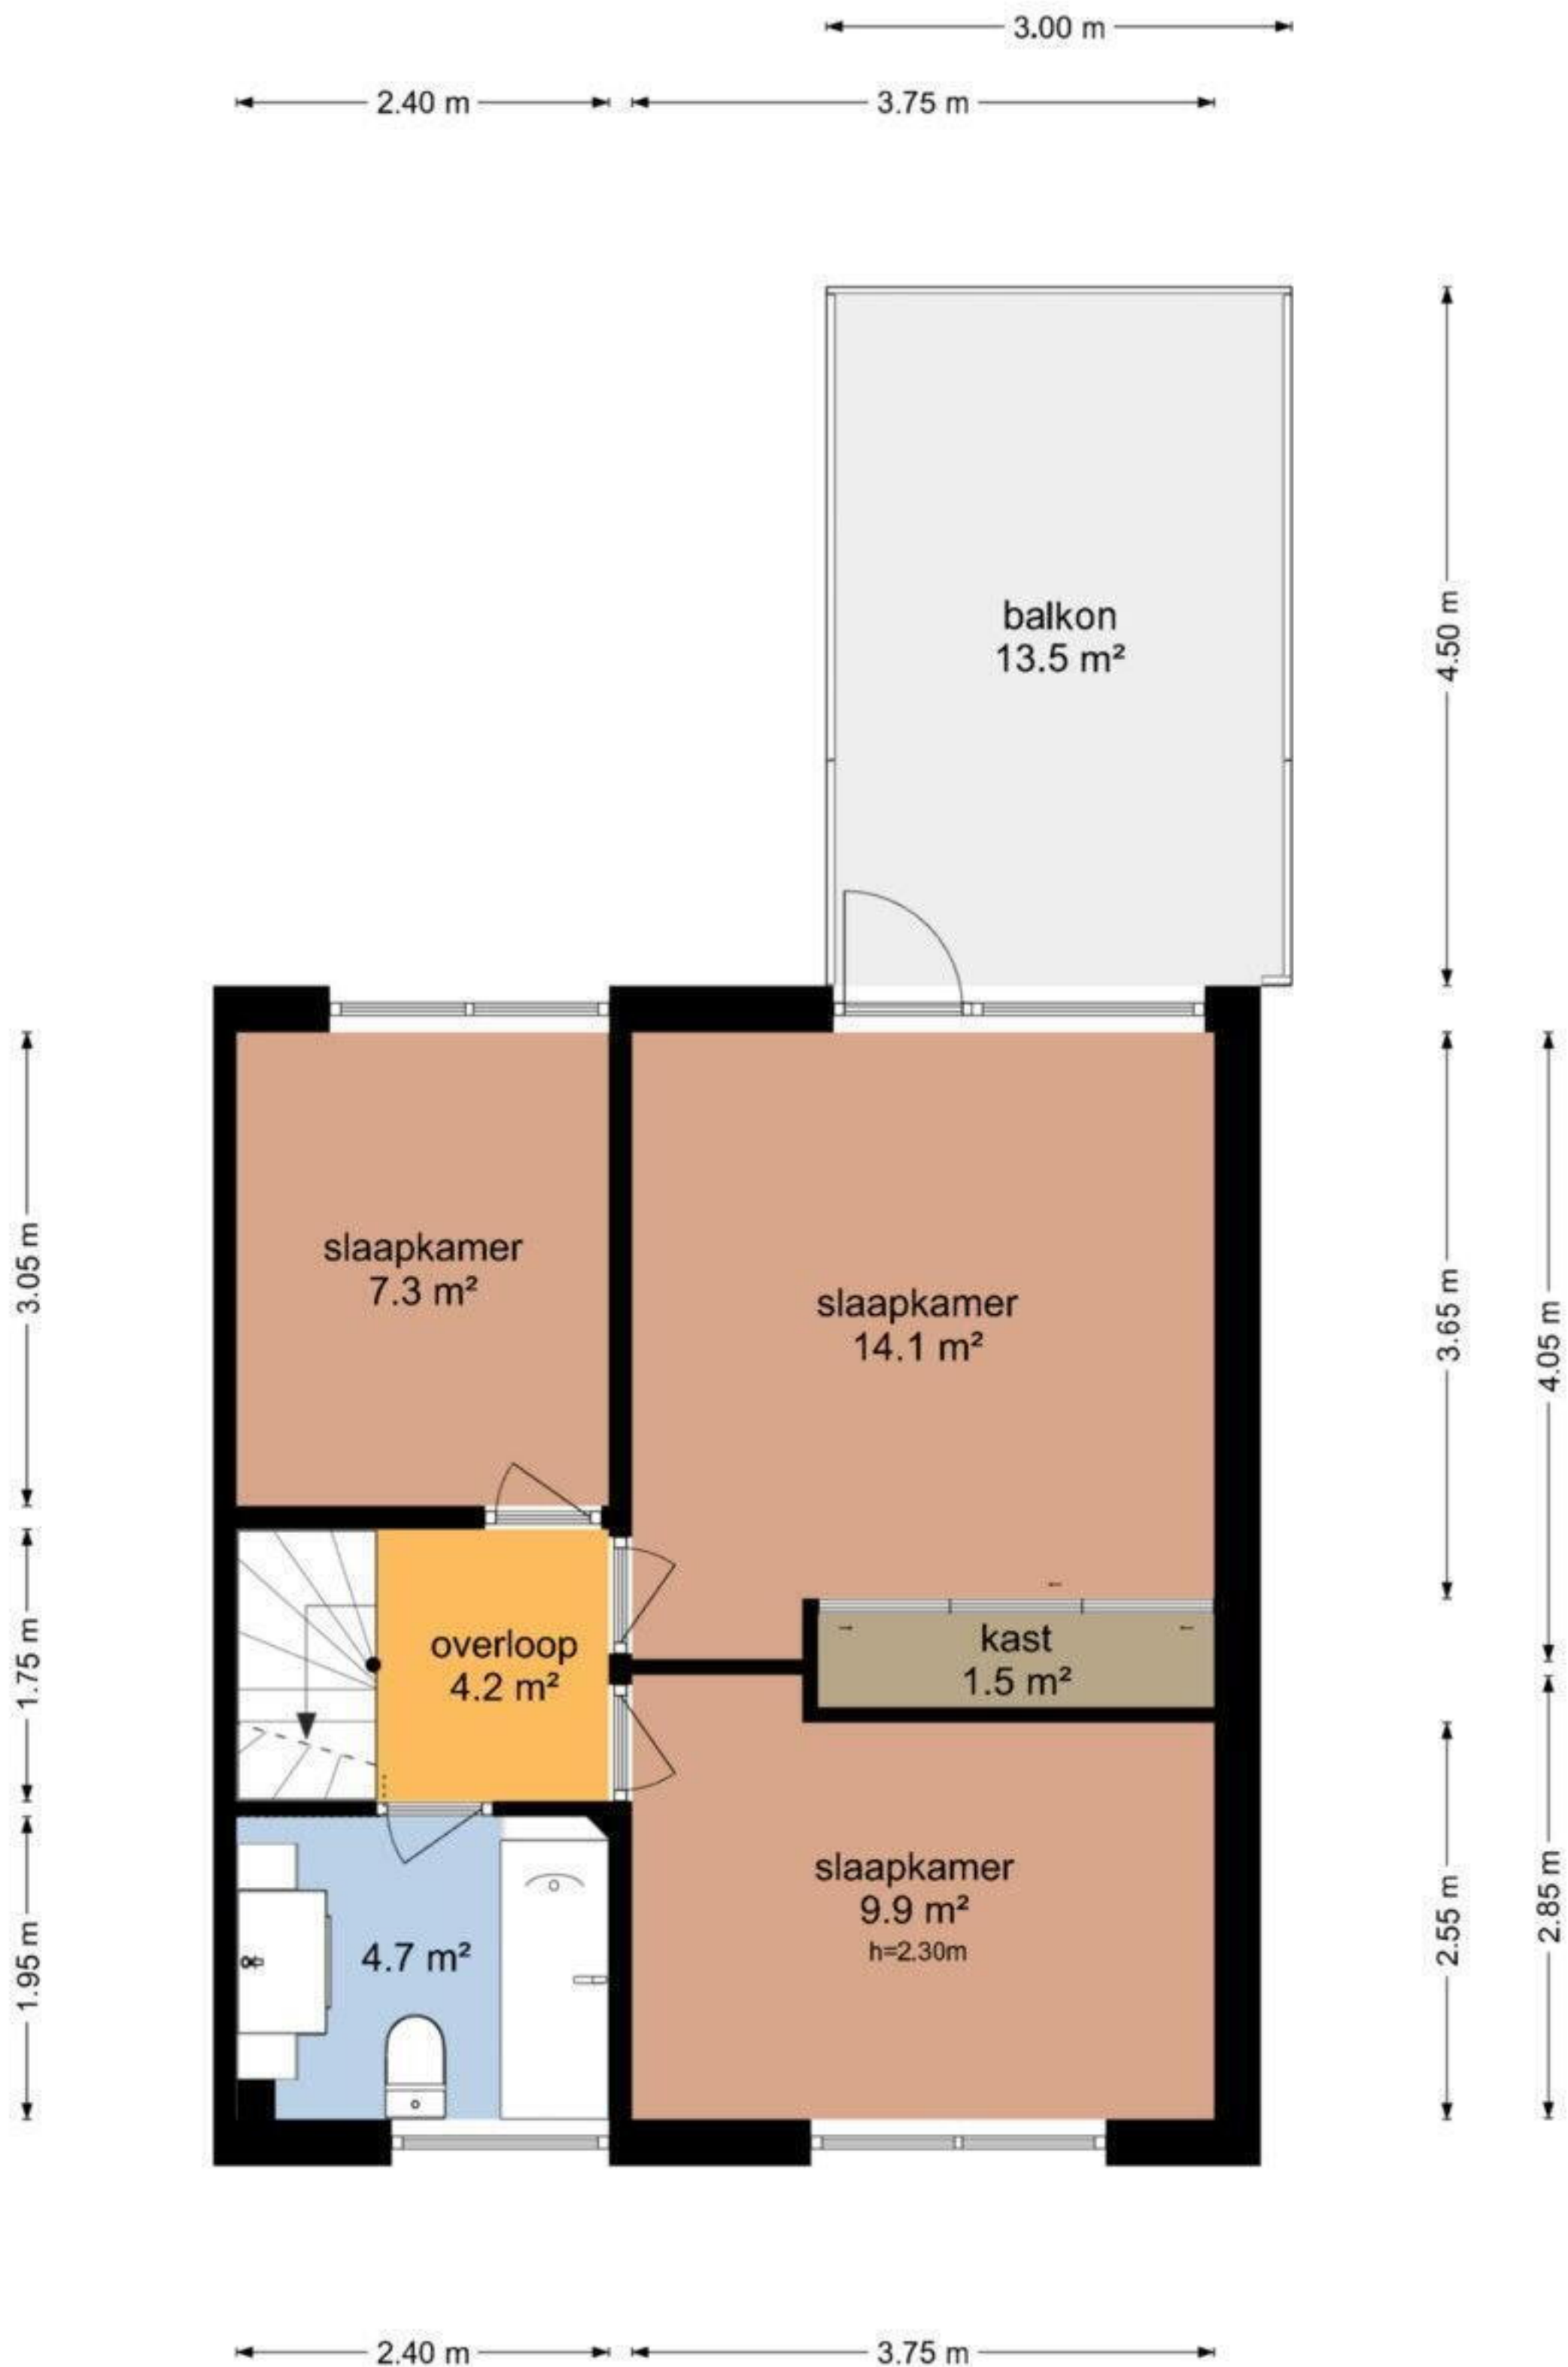 3.00 m
2.40 m
3.75 m
balkon
13.5 m²
4.50 m
slaapkamer
7.3 m²
3.05 m
slaapkamer
14.1 m²
3.65 m
4.05 m
overloop
4.2 m²
1.75 m
kast
1.5 m²
slaapkamer
9.9 m²
h=2.30m
4.7 m²
1.95 m
2.55 m
2.85 m
2.40 m
3.75 m